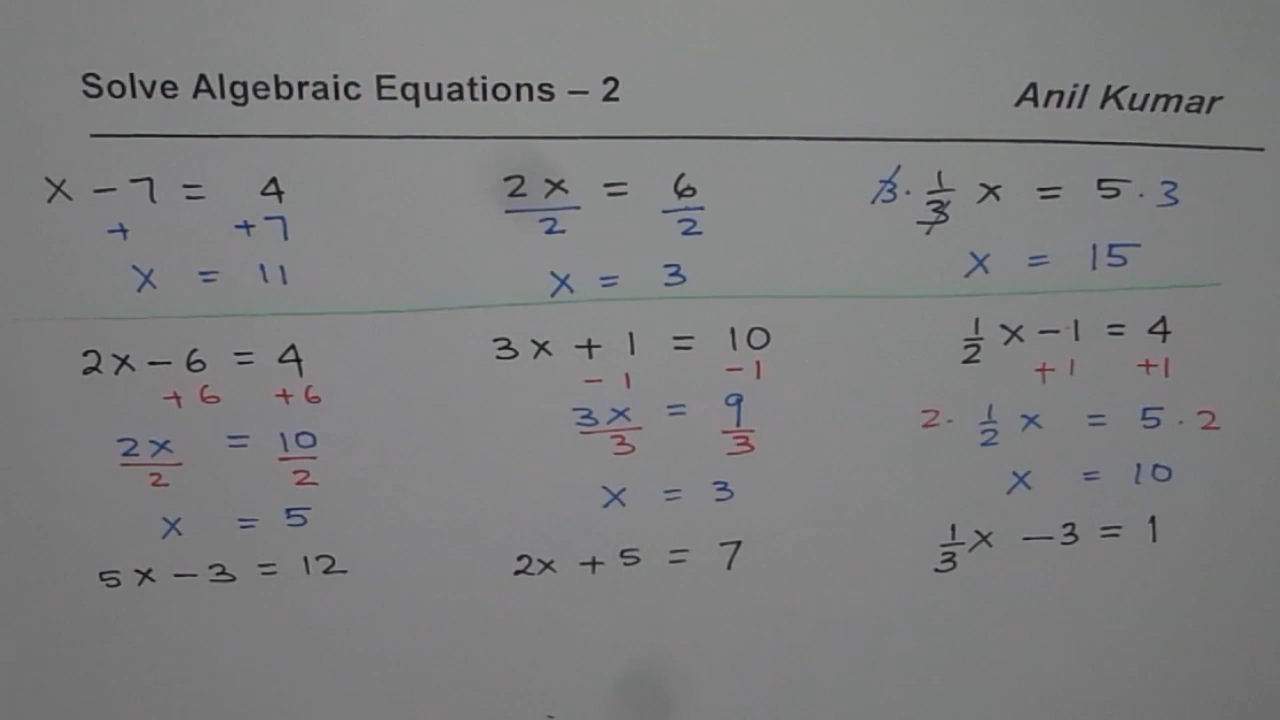 Solve Algebraic Equations – 2
Anil Kumar
x - 7 = 4
+ +7
x = 11
2x = 6
2 2
x = 3
3 · 1/3 x = 5 · 3
x = 15
2x - 6 = 4
+ 6 + 6
2x = 10
2 2
x = 5
3x + 1 = 10
- 1 - 1
3x = 9
3 3
x = 3
1/2 x - 1 = 4
+ 1 + 1
2 · 1/2 x = 5 · 2
x = 10
5x - 3 = 12
2x + 5 = 7
1/3 x - 3 = 1